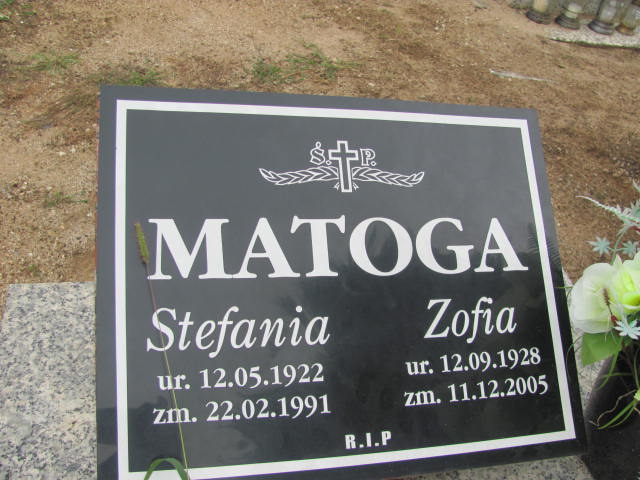 Ś. P.
MATOGA
Stefania Zofia
ur. 12.05.1922 ur. 12.09.1928
zm. 22.02.1991 zm. 11.12.2005
R.I.P